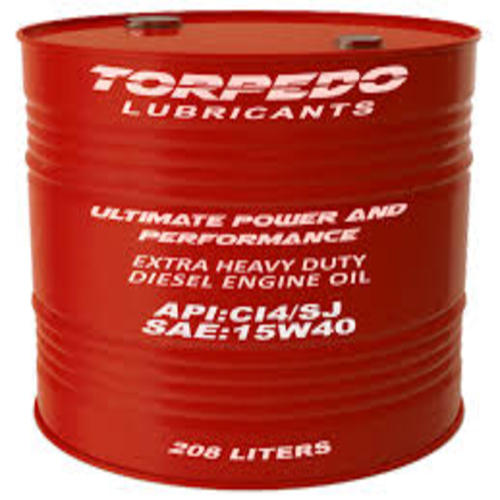 TORPEDO
LUBRICANTS
ULTIMATE POWER AND
PERFORMANCE
EXTRA HEAVY DUTY
DIESEL ENGINE OIL
API:CI4/SJ
SAE:15W40
208 LITERS